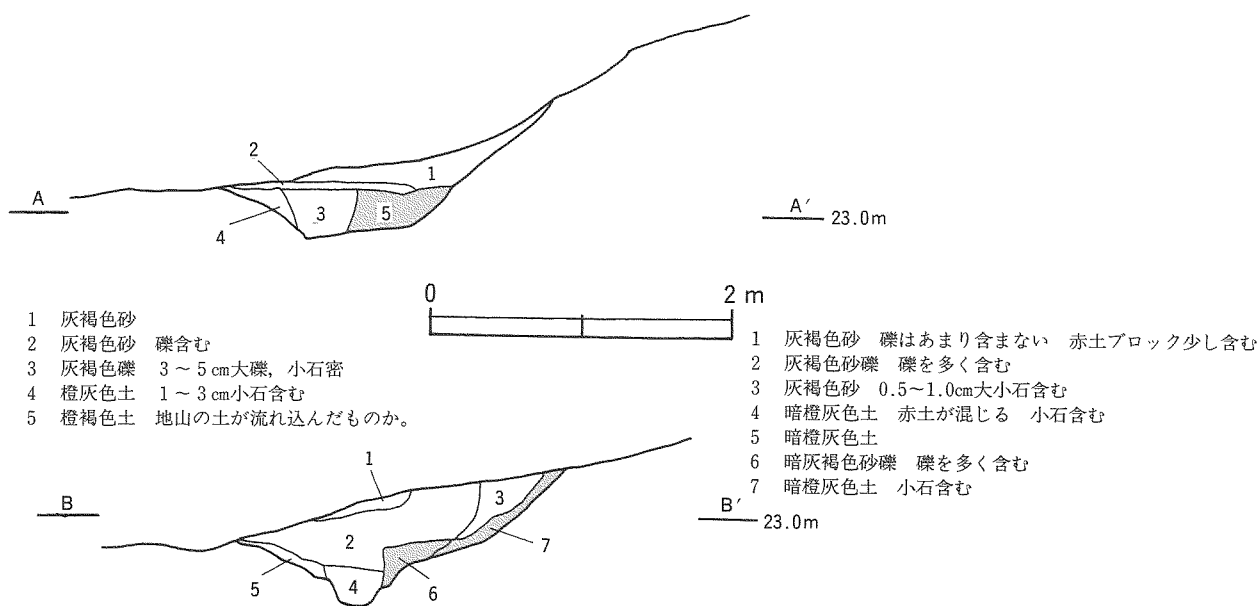 2
1
A
3
5
4
A′
23.0m
0
2 m
1 灰褐色砂
2 灰褐色砂 礫含む
3 灰褐色礫 3～5㎝大礫，小石密
4 橙灰色土 1～3㎝小石含む
5 橙褐色土 地山の土が流れ込んだものか。
1 灰褐色砂 礫はあまり含まない 赤土ブロック少し含む
2 灰褐色砂礫 礫を多く含む
3 灰褐色砂 0.5～1.0cm大小石含む
4 暗橙灰色土 赤土が混じる 小石含む
5 暗橙灰色土
6 暗灰褐色砂礫 礫を多く含む
7 暗橙灰色土 小石含む
1
B
3
B′
23.0m
2
7
5
4
6